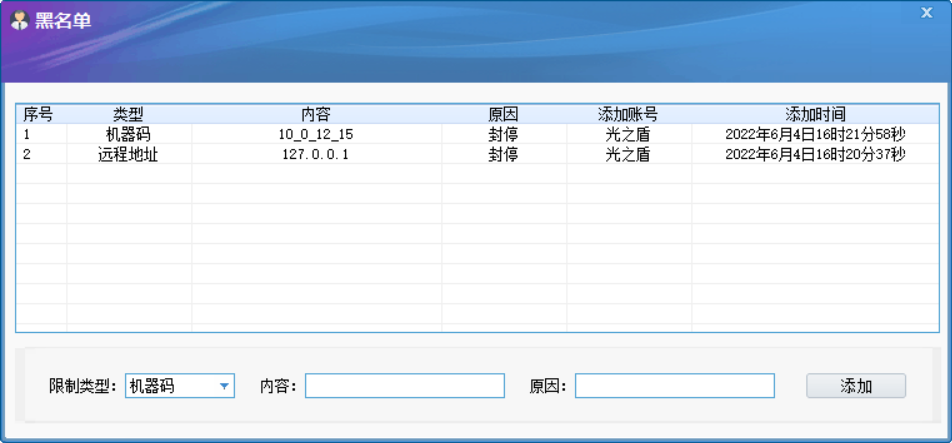 黑名单
序号 类型 内容 原因 添加账号 添加时间
1 机器码 10_0_12_15 封停 光之盾 2022年6月4日16时21分58秒
2 远程地址 127.0.0.1 封停 光之盾 2022年6月4日16时20分37秒
限制类型: 机器码 内容: 原因: 添加